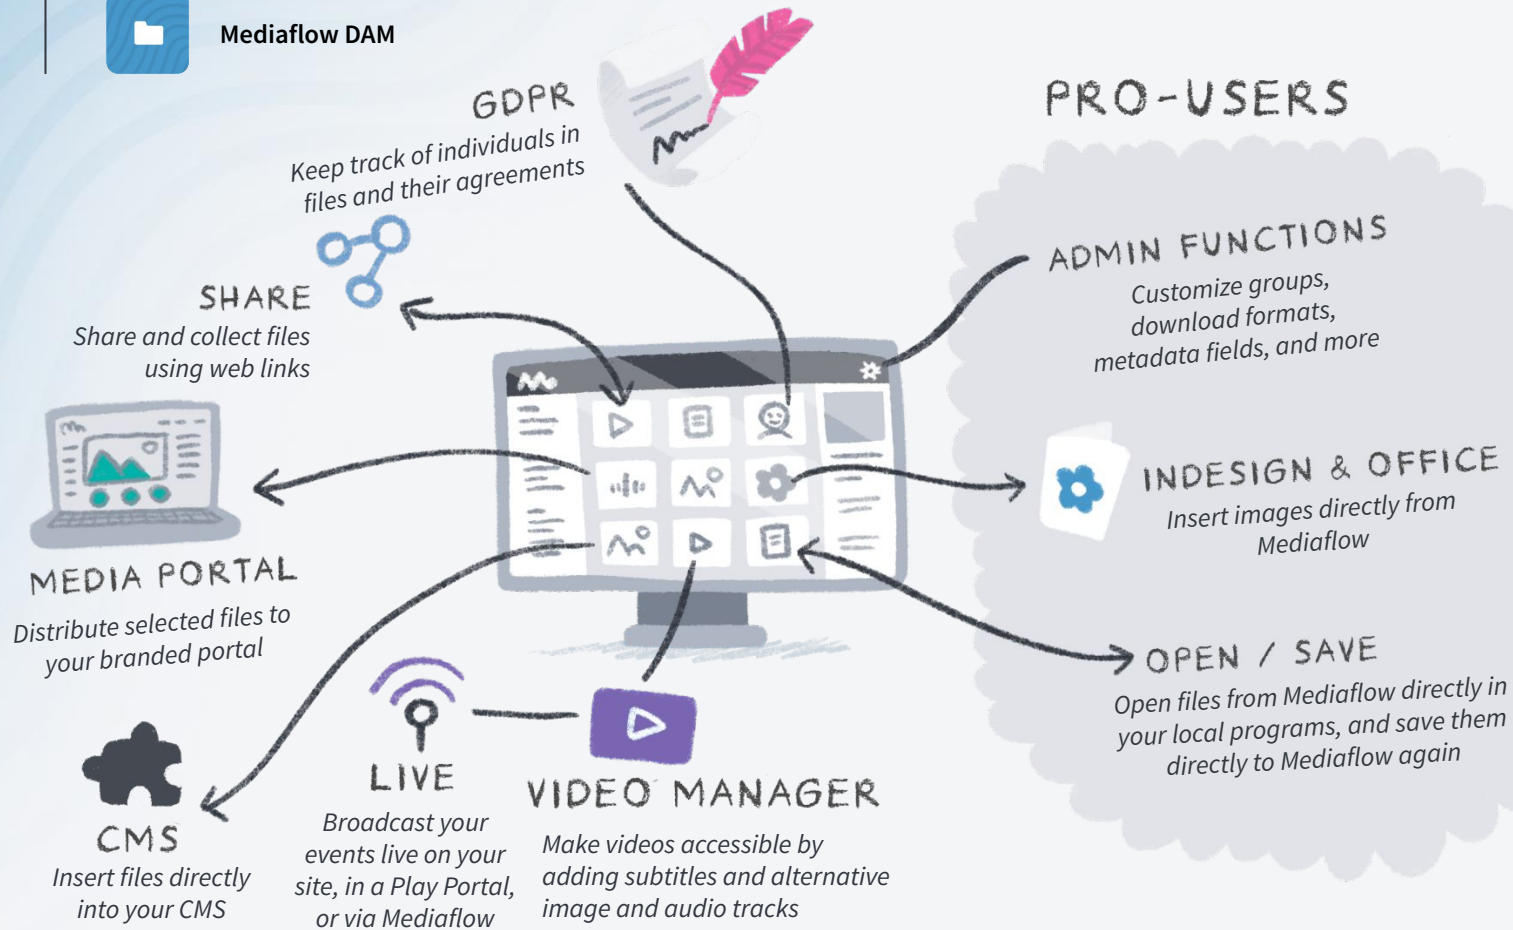 Mediaflow DAM
GDPR
Keep track of individuals in
files and their agreements
SHARE
Share and collect files
using web links
MEDIA PORTAL
Distribute selected files to
your branded portal
CMS
Insert files directly
into your CMS
LIVE
Broadcast your
events live on your
site, in a Play Portal,
or via Mediaflow
VIDEO MANAGER
Make videos accessible by
adding subtitles and alternative
image and audio tracks
PRO-USERS
ADMIN FUNCTIONS
Customize groups,
download formats,
metadata fields, and more
INDESIGN & OFFICE
Insert images directly from
Mediaflow
OPEN / SAVE
Open files from Mediaflow directly in
your local programs, and save them
directly to Mediaflow again